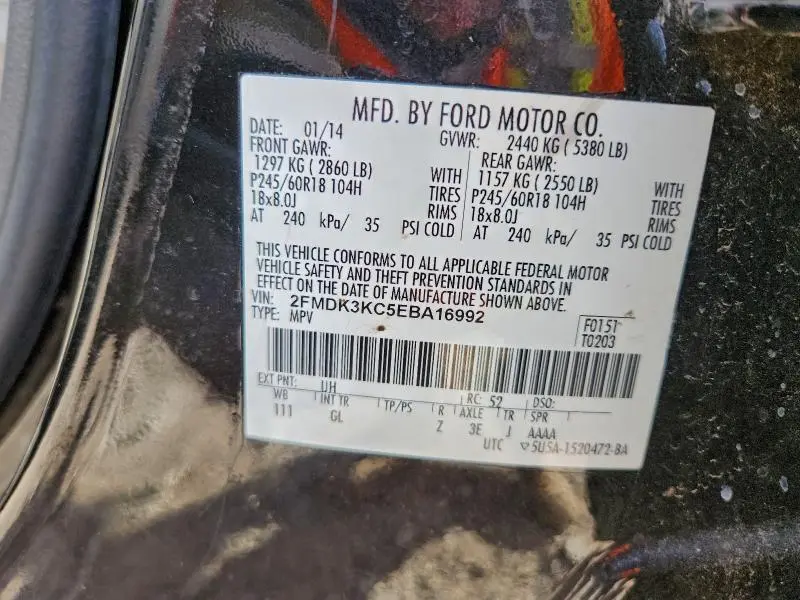 MFD. BY FORD MOTOR CO.
DATE: 01/14 GVWR: 2440 KG ( 5380 LB)
FRONT GAWR: REAR GAWR:
1297 KG ( 2860 LB) WITH 1157 KG ( 2550 LB) WITH
P245/60R18 104H TIRES P245/60R18 104H TIRES
18x8.0J RIMS 18x8.0J RIMS
AT 240 kPa/ 35 PSI COLD AT 240 kPa/ 35 PSI COLD
THIS VEHICLE CONFORMS TO ALL APPLICABLE FEDERAL MOTOR
VEHICLE SAFETY AND THEFT PREVENTION STANDARDS IN
EFFECT ON THE DATE OF MANUFACTURE SHOWN ABOVE.
VIN: 2FMDK3KC5EBA16992
TYPE: MPV
F0151
T0203
EXT PNT: UH RC: 52 DSO:
WB INT TR TP/PS R AXLE TR SPR
111 GL Z 3E J AAAA
UTC 5U5A-1520472-BA